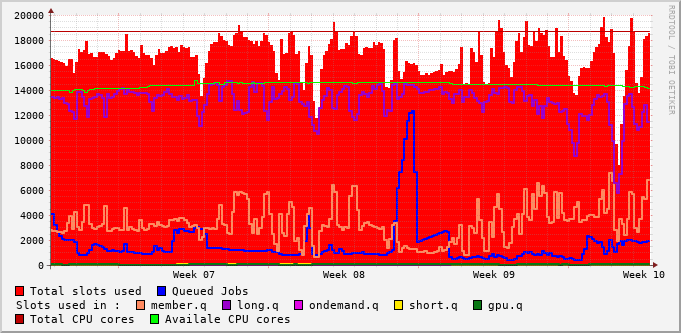 20000
18000
16000
14000
12000
10000
8000
6000
4000
2000
0
Week 07 Week 08 Week 09 Week 10
Total slots used Queued Jobs
Slots used in : member.q long.q ondemand.q short.q gpu.q
Total CPU cores Availale CPU cores
RRDTOOL / TOBI OETIKER